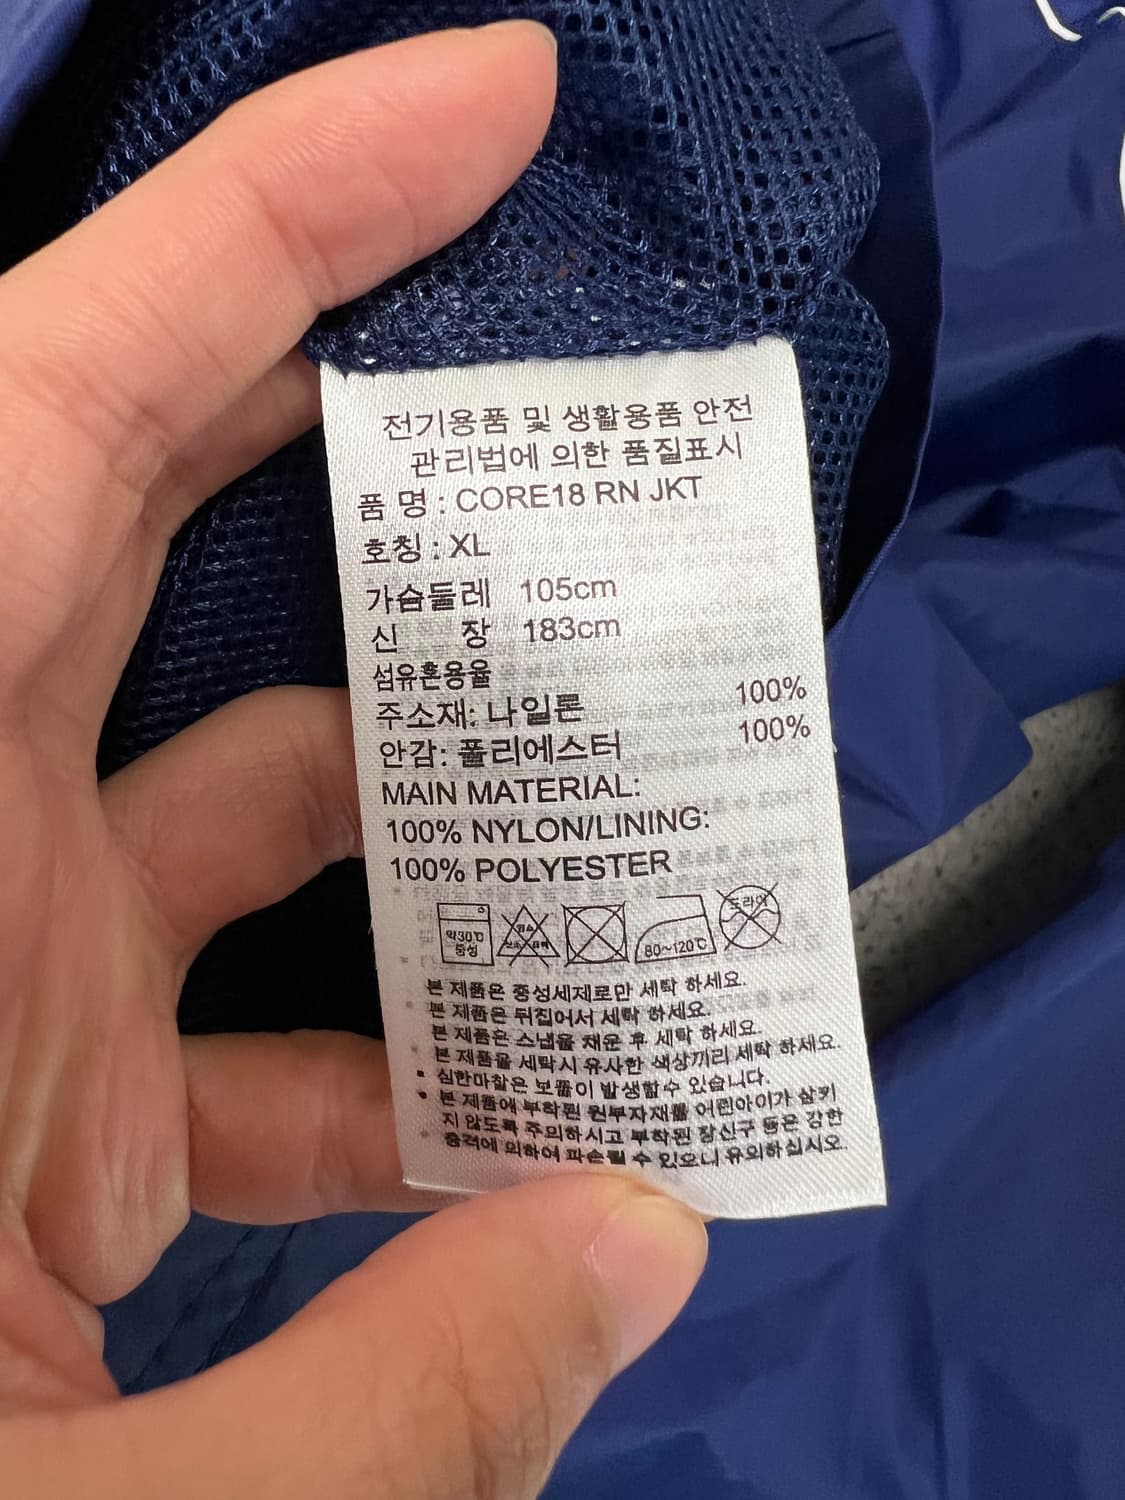 전기용품 및 생활용품 안전
관리법에 의한 품질표시
품 명 : CORE18 RN JKT
호칭 : XL
가슴둘레 105cm
신 장 183cm
섬유혼용율
주소재: 나일론 100%
안감: 폴리에스터 100%
MAIN MATERIAL:
100% NYLON/LINING:
100% POLYESTER
약30℃
중성
80~120℃
드라이
본 제품은 중성세제로만 세탁 하세요.
본 제품은 뒤집어서 세탁 하세요.
본 제품은 스냅을 채운 후 세탁 하세요.
본 제품을 세탁시 유사한 색상끼리 세탁 하세요.
심한마찰은 보풀이 발생할수 있습니다.
본 제품에 부착된 원부자재를 어린아이가 삼키
지 않도록 주의하시고 부착된 장신구 등은 강한
충격에 의하여 파손될 수 있으니 유의하십시오.